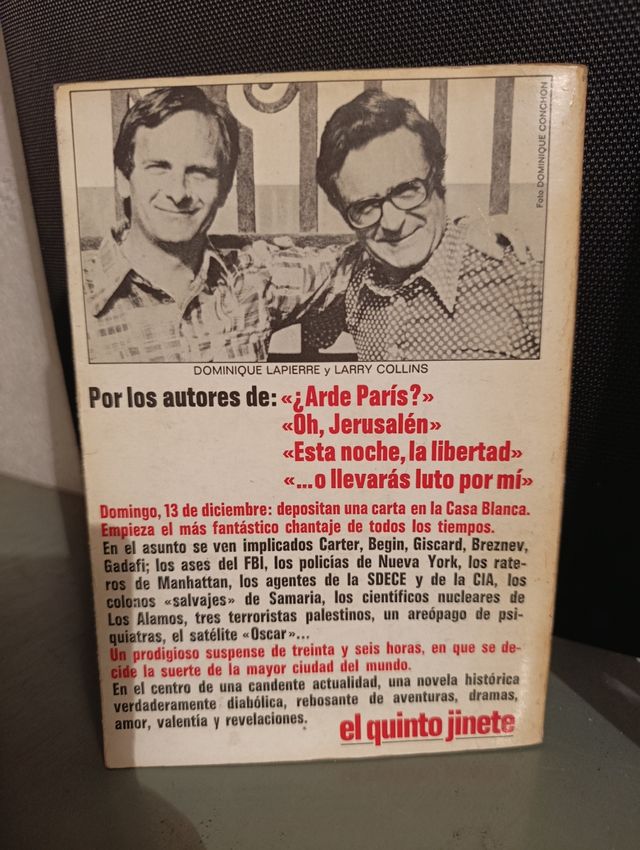 Foto DOMINIQUE CONCHON
DOMINIQUE LAPIERRE y LARRY COLLINS
Por los autores de: «¿Arde París?»
«Oh, Jerusalén»
«Esta noche, la libertad»
«...o llevarás luto por mí»
Domingo, 13 de diciembre: depositan una carta en la Casa Blanca.
Empieza el más fantástico chantaje de todos los tiempos.
En el asunto se ven implicados Carter, Begin, Giscard, Breznev,
Gadafi; los ases del FBI, los policías de Nueva York, los rate-
ros de Manhattan, los agentes de la SDECE y de la CIA, los
colonos «salvajes» de Samaria, los científicos nucleares de
Los Alamos, tres terroristas palestinos, un areópago de psi-
quiatras, el satélite «Oscar»...
Un prodigioso suspense de treinta y seis horas, en que se de-
cide la suerte de la mayor ciudad del mundo.
En el centro de una candente actualidad, una novela histórica
verdaderamente diabólica, rebosante de aventuras, dramas,
amor, valentía y revelaciones.
el quinto jinete